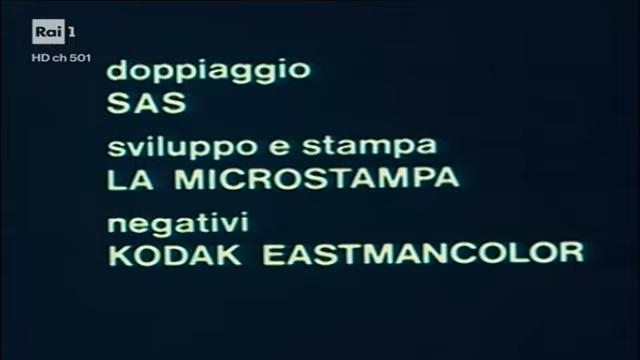 Rai 1
HD ch 501
doppiaggio
SAS
sviluppo e stampa
LA MICROSTAMPA
negativi
KODAK EASTMANCOLOR